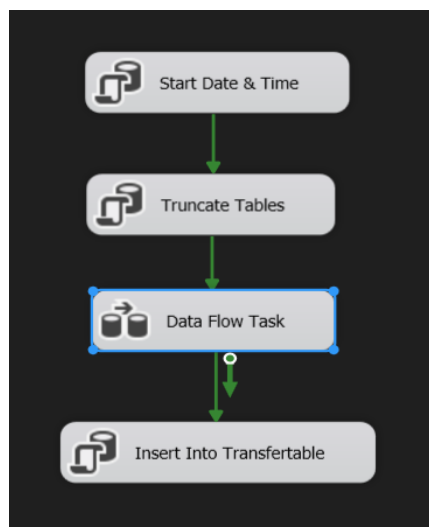 Start Date & Time
Truncate Tables
Data Flow Task
Insert Into Transfertable